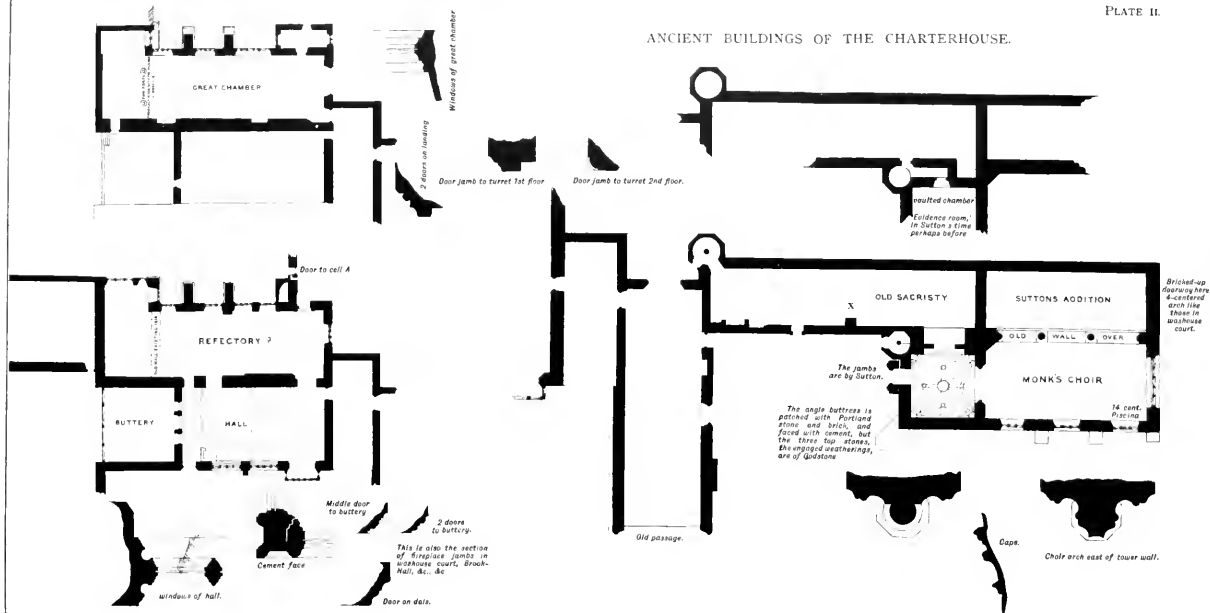 PLATE II.
ANCIENT BUILDINGS OF THE CHARTERHOUSE.
GREAT CHAMBER
Windows of great chamber
2 doors on landing
Door jamb to turret 1st floor
Door jamb to turret 2nd floor.
vaulted chamber
'Evidence room,'
in Sutton s time
perhaps before
Door to cell A
REFECTORY ?
BUTTERY
HALL
OLD SACRISTY
X
SUTTONS ADDITION
OLD WALL OVER
MONK'S CHOIR
14 cent.
Piscina
Bricked-up
doorway here
4-centered
arch like
those in
washouse
court.
The jambs
are by Sutton.
The angle buttress is
patched with Portland
stone and brick, and
faced with cement, but
the three top stones,
the engaged weatherings,
are of Godstone
Old passage.
windows of hall.
Cement face
Middle door
to buttery
2 doors
to buttery.
This is also the section
of fireplace jambs in
washouse court, Brook-
Hall, &c., &c
Door on dais.
Caps.
Choir arch east of tower wall.